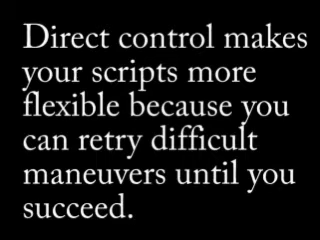 Direct control makes
your scripts more
flexible because you
can retry difficult
maneuvers until you
succeed.